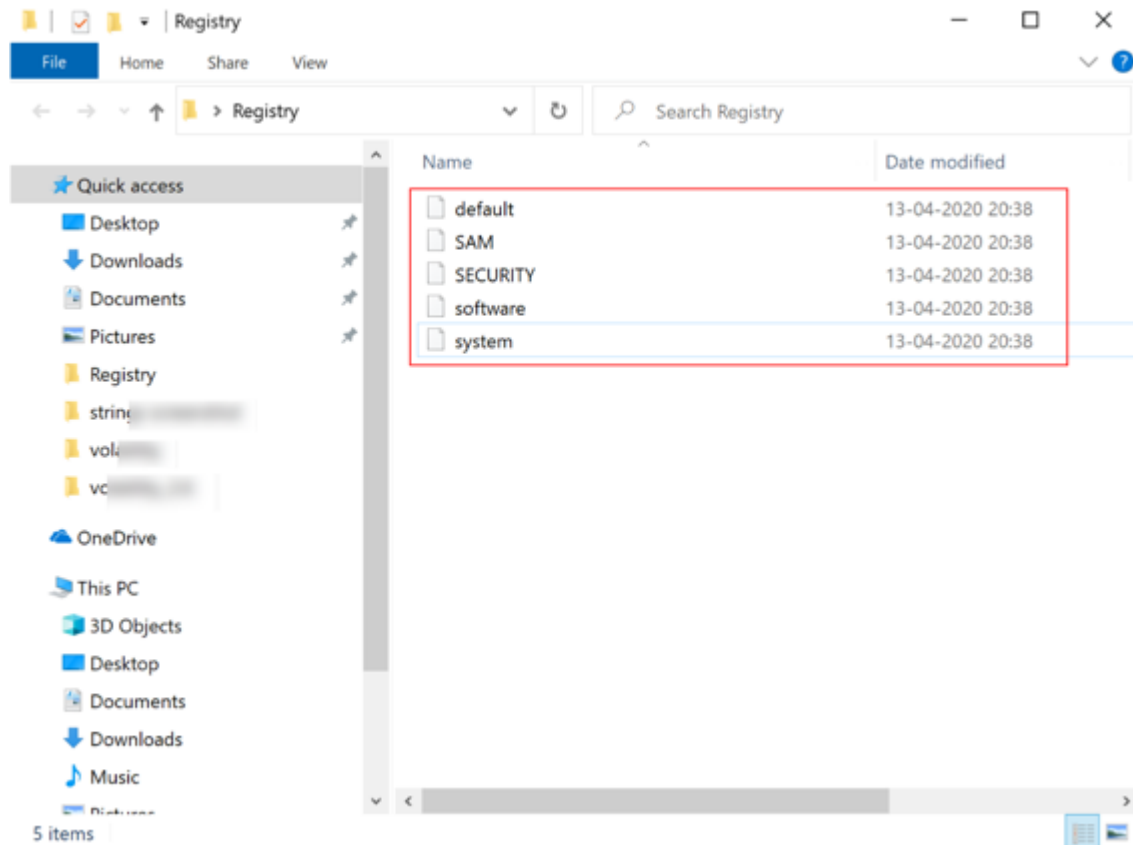 Registry
File Home Share View
Registry
Search Registry
Name Date modified
Quick access
Desktop
Downloads
Documents
Pictures
Registry
OneDrive
This PC
3D Objects
Desktop
Documents
Downloads
Music
default 13-04-2020 20:38
SAM 13-04-2020 20:38
SECURITY 13-04-2020 20:38
software 13-04-2020 20:38
system 13-04-2020 20:38
5 items